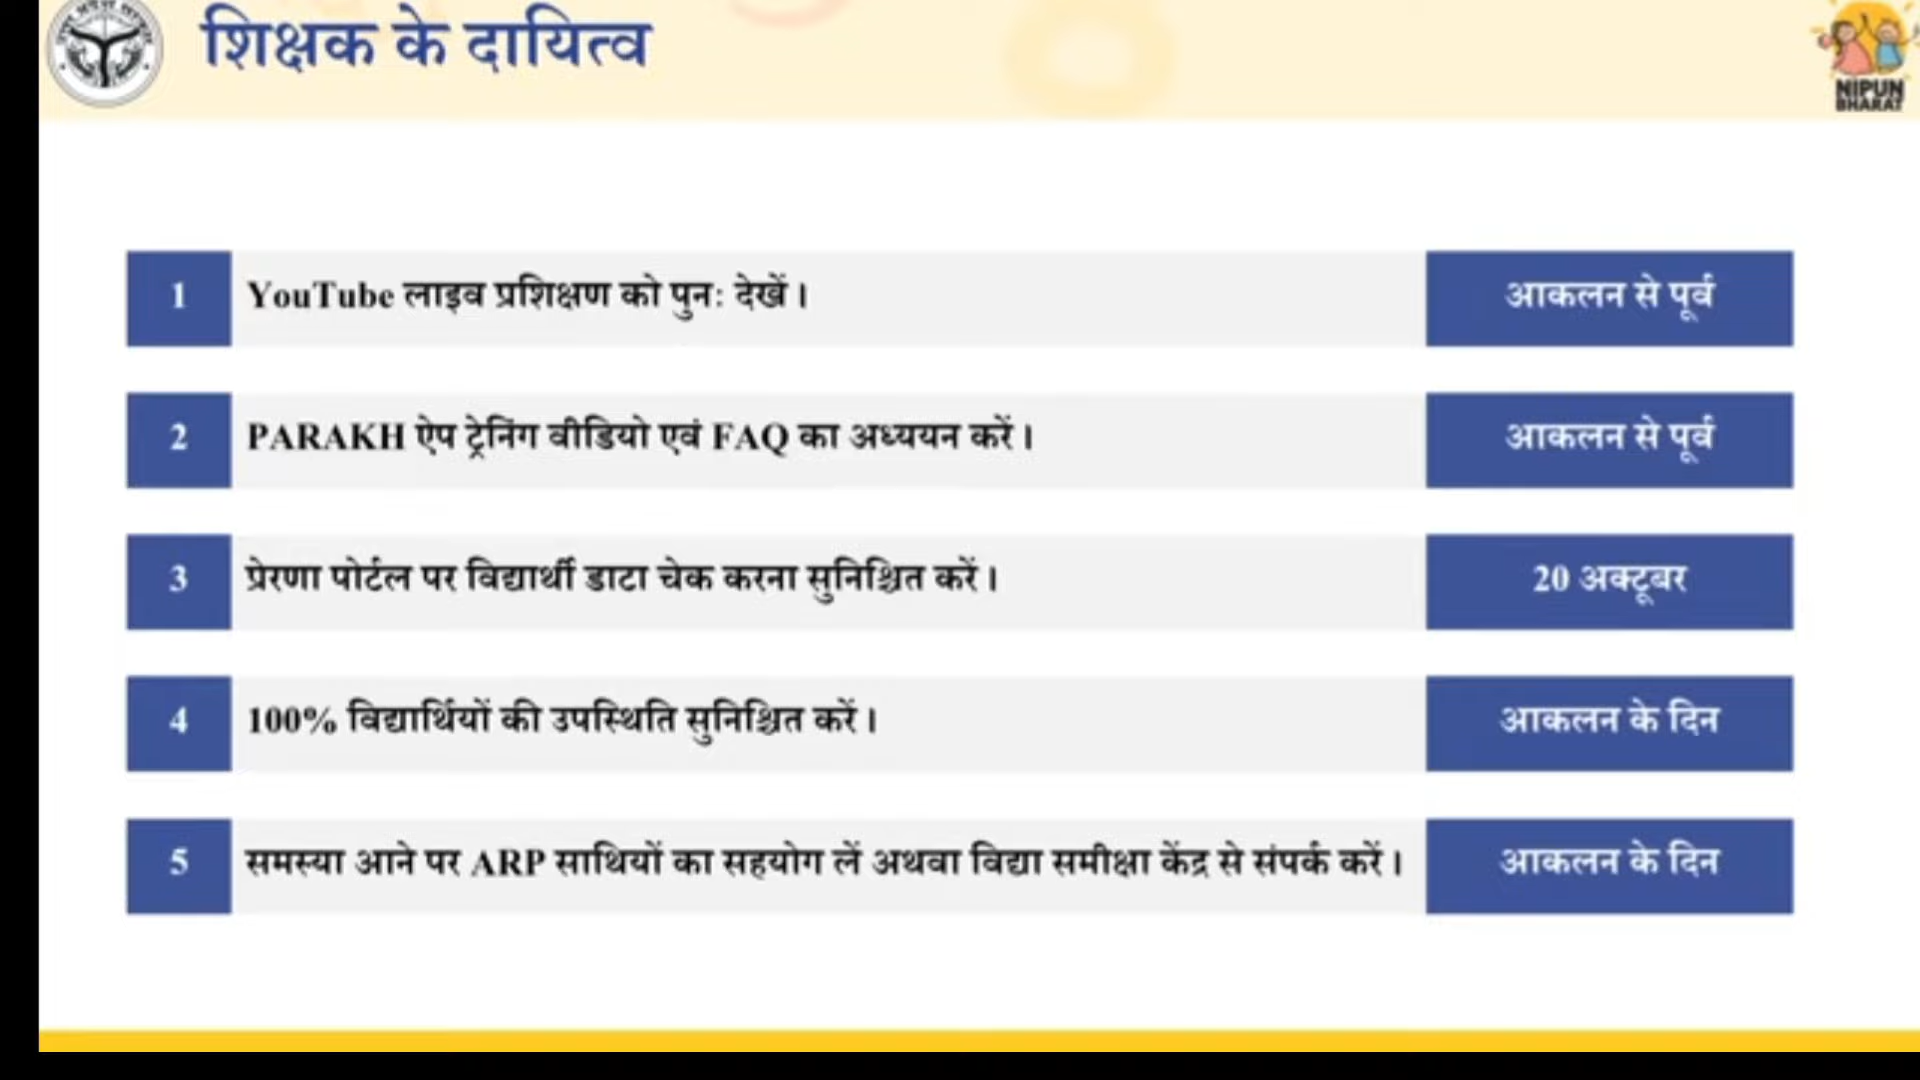 शिक्षक के दायित्व
NIPUN
BHARAT
1 YouTube लाइव प्रशिक्षण को पुनः देखें। आकलन से पूर्व
2 PARAKH ऐप ट्रेनिंग वीडियो एवं FAQ का अध्ययन करें। आकलन से पूर्व
3 प्रेरणा पोर्टल पर विद्यार्थी डाटा चेक करना सुनिश्चित करें। 20 अक्टूबर
4 100% विद्यार्थियों की उपस्थिति सुनिश्चित करें। आकलन के दिन
5 समस्या आने पर ARP साथियों का सहयोग लें अथवा विद्या समीक्षा केंद्र से संपर्क करें। आकलन के दिन